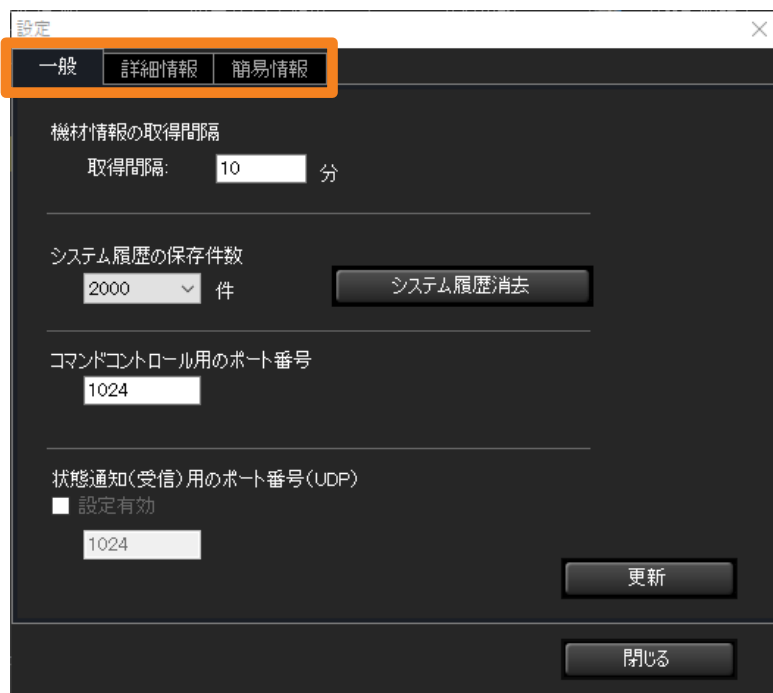 設定
一般 詳細情報 簡易情報
機材情報の取得間隔
取得間隔: 10 分
システム履歴の保存件数
2000 件 システム履歴消去
コマンドコントロール用のポート番号
1024
状態通知(受信)用のポート番号(UDP)
設定有効
1024
更新
閉じる